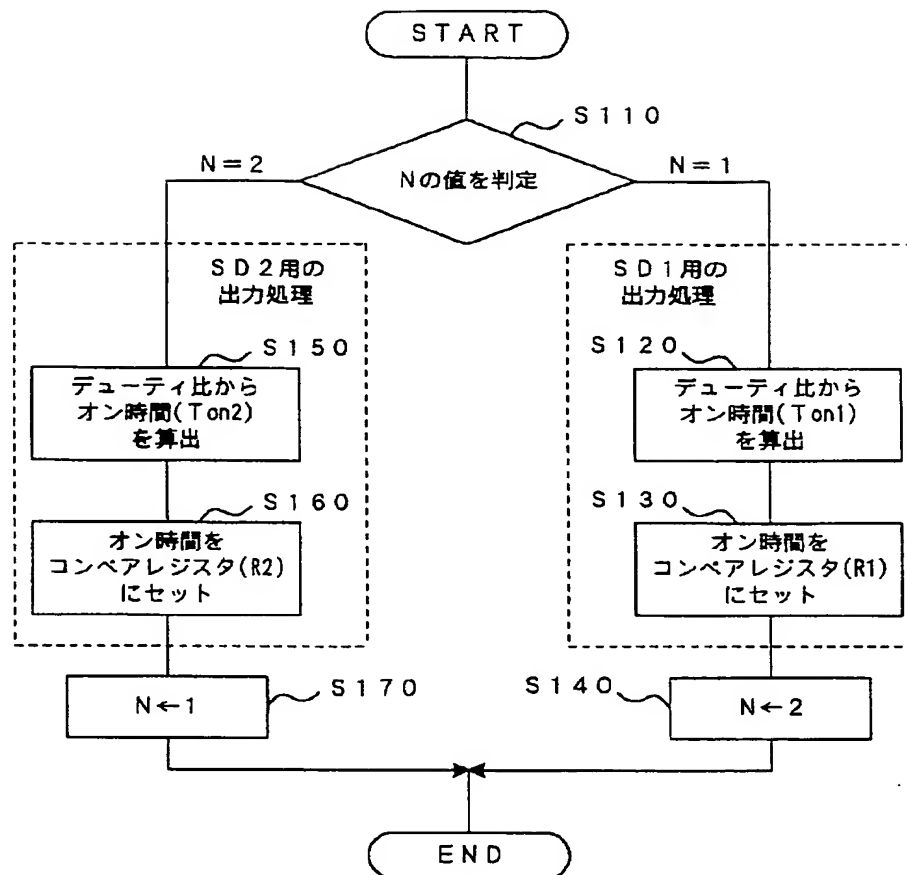 START
S110
Nの値を判定
N=2
N=1
SD2用の
出力処理
S150
デューティ比から
オン時間(Ton2)
を算出
S160
オン時間を
コンペアレジスタ(R2)
にセット
S170
N←1
SD1用の
出力処理
S120
デューティ比から
オン時間(Ton1)
を算出
S130
オン時間を
コンペアレジスタ(R1)
にセット
S140
N←2
END